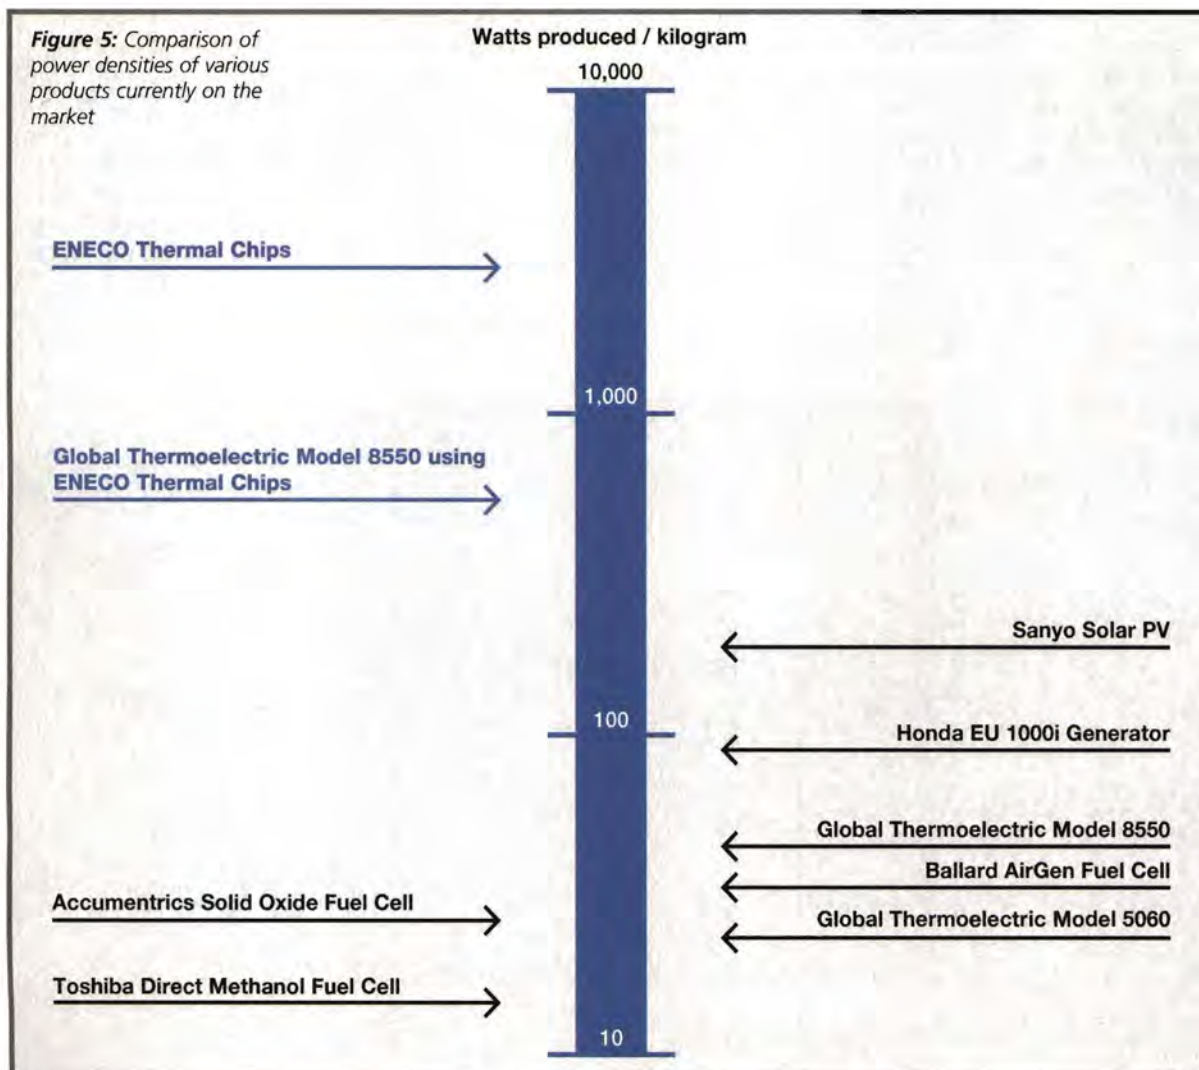 Figure 5: Comparison of
power densities of various
products currently on the
market
Watts produced / kilogram
10,000
ENECO Thermal Chips
1,000
Global Thermoelectric Model 8550 using
ENECO Thermal Chips
Sanyo Solar PV
100
Honda EU 1000i Generator
Global Thermoelectric Model 8550
Ballard AirGen Fuel Cell
Accumentrics Solid Oxide Fuel Cell
Global Thermoelectric Model 5060
Toshiba Direct Methanol Fuel Cell
10